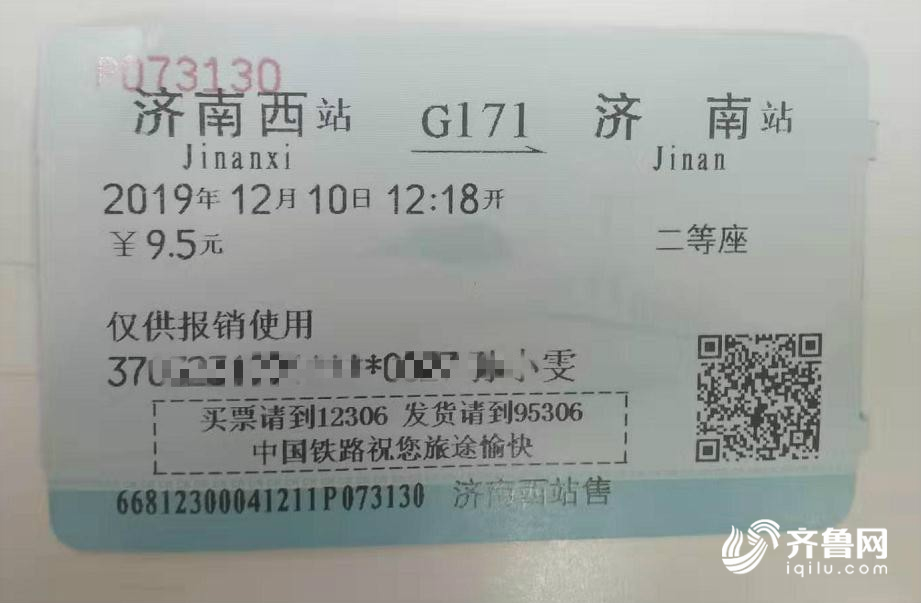 P073130
济南西站 G171 济南站
Jinanxi Jinan
2019年12月10日 12:18开
¥9.5元 二等座
仅供报销使用
小雯
买票请到12306 发货请到95306
中国铁路祝您旅途愉快
66812300041211P073130 济南西站售
齐鲁网
iqilu.com